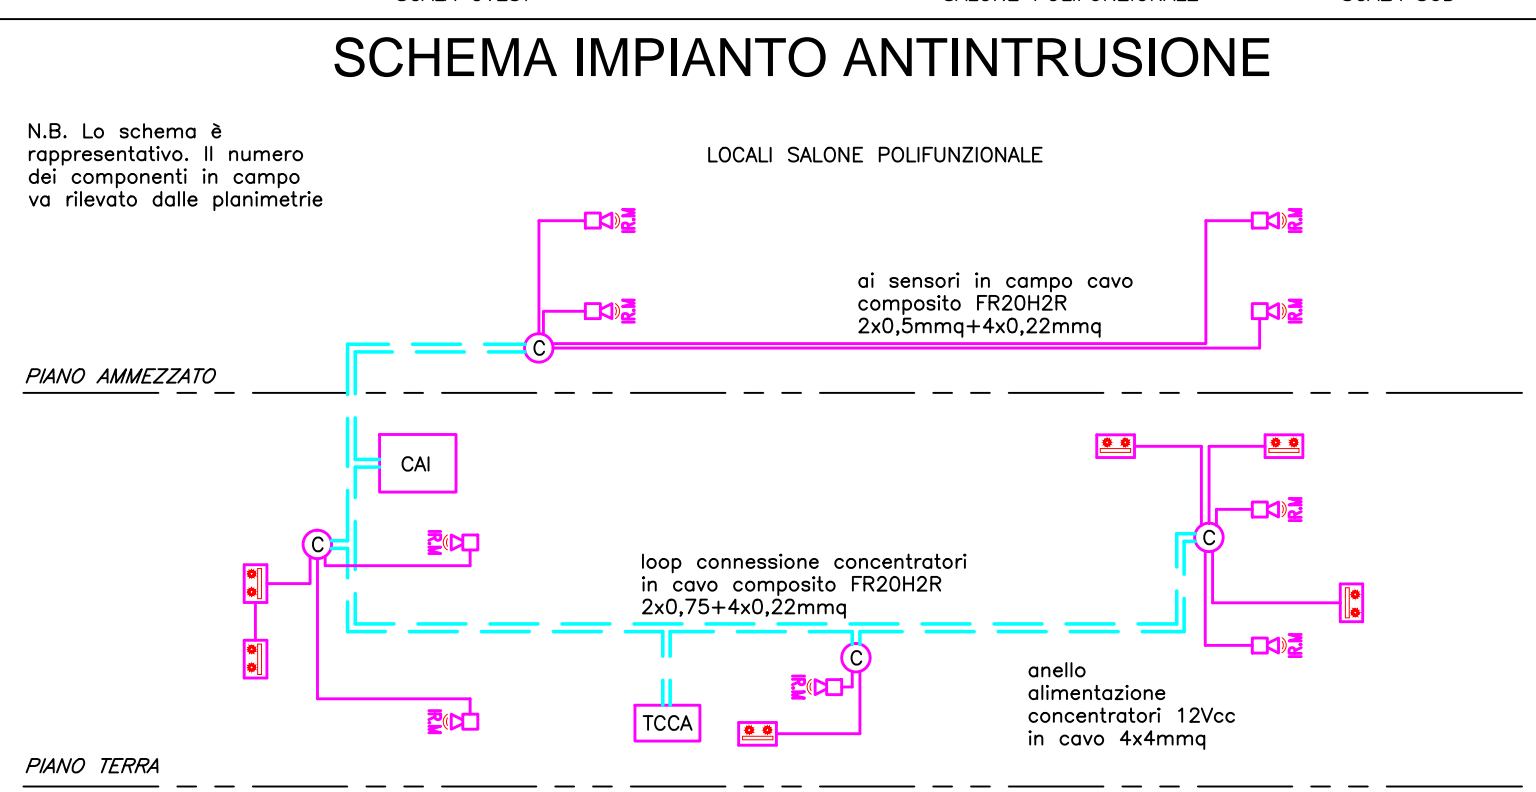 SCHEMA IMPIANTO ANTINTRUSIONE
N.B. Lo schema è
rappresentativo. Il numero
dei componenti in campo
va rilevato dalle planimetrie
LOCALI SALONE POLIFUNZIONALE
IR.M
IR.M
ai sensori in campo cavo
composito FR20H2R
2x0,5mmq+4x0,22mmq
IR.M
IR.M
C
PIANO AMMEZZATO
CAI
IR.M
C
IR.M
C
loop connessione concentratori
in cavo composito FR20H2R
2x0,75+4x0,22mmq
IR.M
C
IR.M
anello
alimentazione
concentratori 12Vcc
in cavo 4x4mmq
IR.M
TCCA
PIANO TERRA